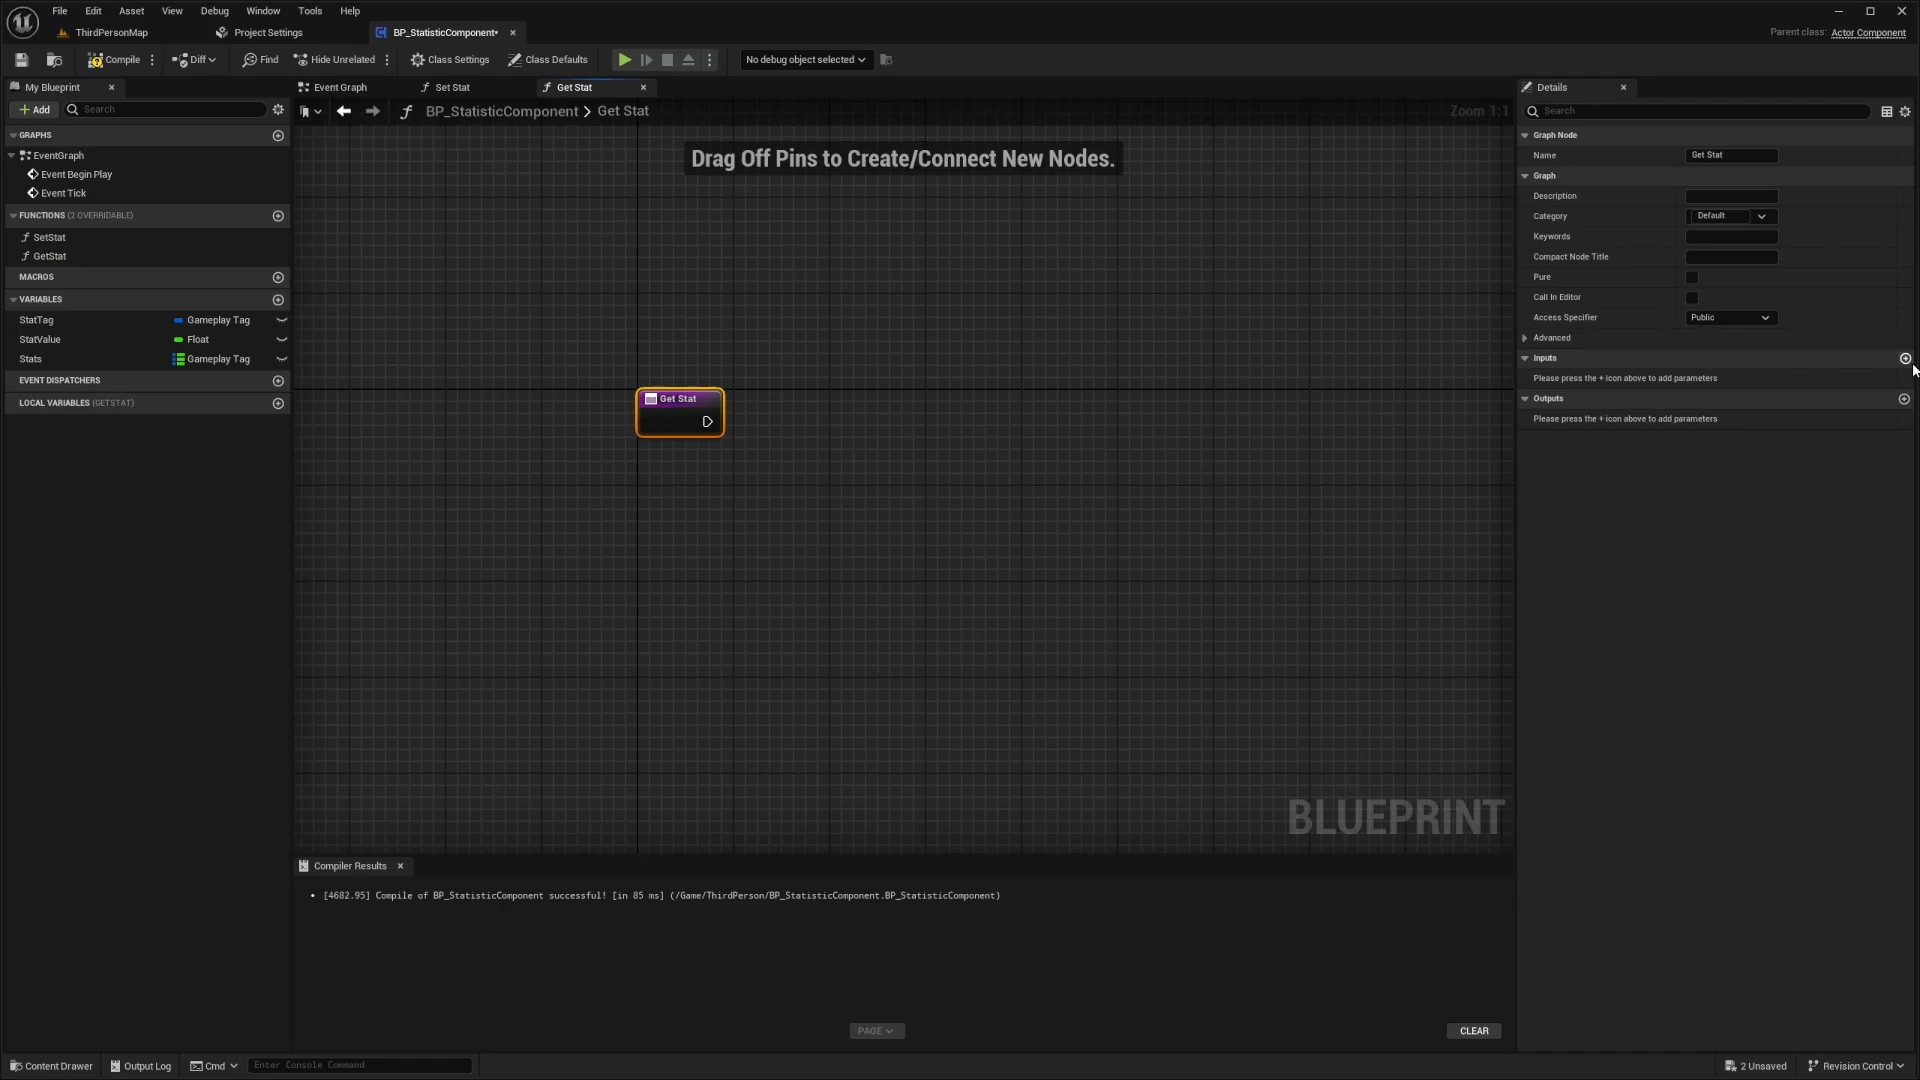 File Edit Asset View Debug Window Tools Help
ThirdPersonMap Project Settings BP_StatisticComponent* Parent class: Actor Component
Compile Diff Find Hide Unrelated Class Settings Class Defaults No debug object selected
My Blueprint
Event Graph Set Stat Get Stat
Details
+ Add Search
BP_StatisticComponent > Get Stat
Zoom 1:1
Search
Drag Off Pins to Create/Connect New Nodes.
GRAPHS
EventGraph
Event Begin Play
Event Tick
FUNCTIONS (2 OVERRIDABLE)
SetStat
GetStat
MACROS
VARIABLES
StatTag Gameplay Tag
StatValue Float
Stats Gameplay Tag
EVENT DISPATCHERS
LOCAL VARIABLES (GETSTAT)
Get Stat
BLUEPRINT
Graph Node
Name Get Stat
Graph
Description
Category Default
Keywords
Compact Node Title
Pure
Call In Editor
Access Specifier Public
Advanced
Inputs
Please press the + icon above to add parameters
Outputs
Please press the + icon above to add parameters
Compiler Results
• [4682.95] Compile of BP_StatisticComponent successful! [in 85 ms] (/Game/ThirdPerson/BP_StatisticComponent.BP_StatisticComponent)
PAGE CLEAR
Content Drawer Output Log Cmd Enter Console Command 2 Unsaved Revision Control